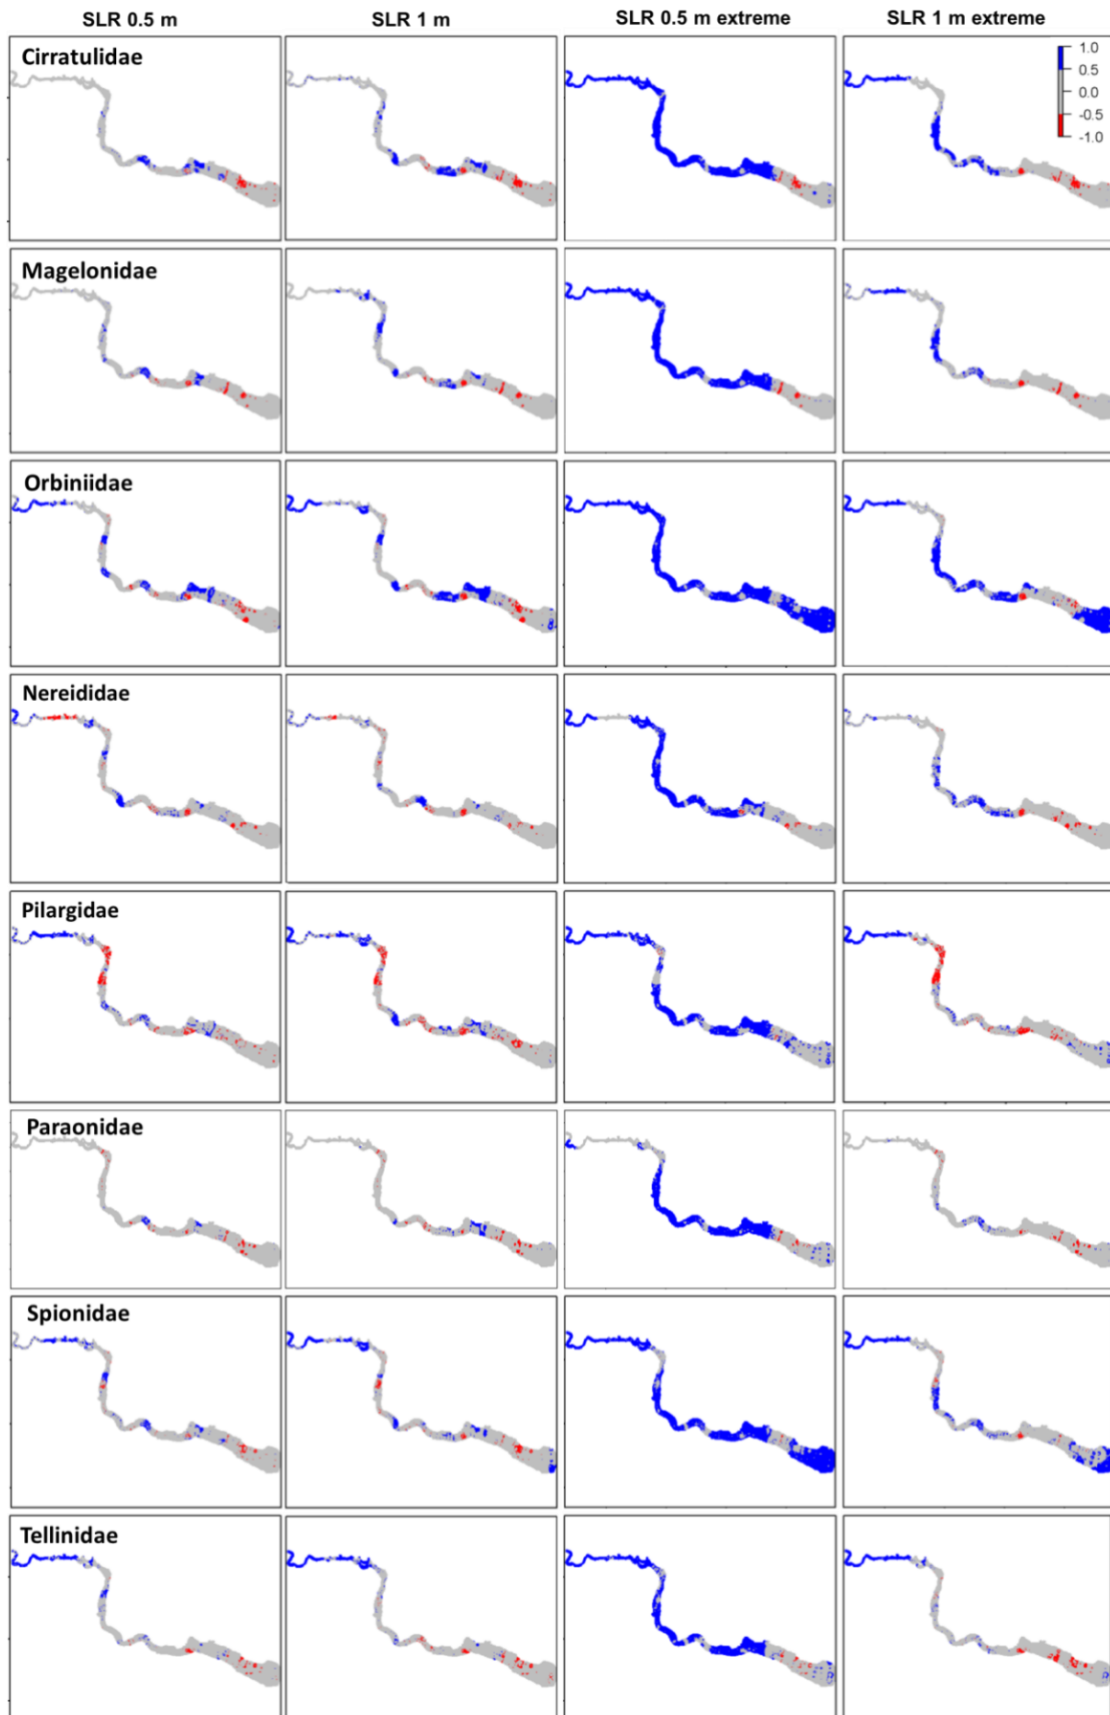 SLR 0.5 m SLR 1 m SLR 0.5 m extreme SLR 1 m extreme
Cirratulidae
1.0
0.5
0.0
-0.5
-1.0
Magelonidae
Orbiniidae
Nereididae
Pilargidae
Paraonidae
Spionidae
Tellinidae